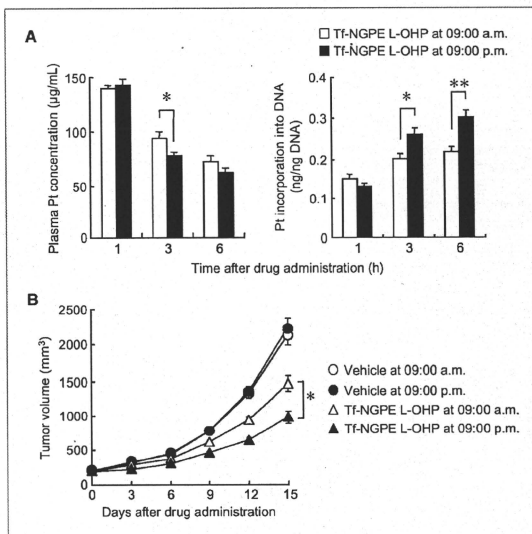 A
Tf-NGPE L-OHP at 09:00 a.m.
Tf-NGPE L-OHP at 09:00 p.m.
Plasma Pt concentration (µg/mL)
150
100
50
0
*
1 3 6
Pt incorporation into DNA
(ng/ng DNA)
0.4
0.3
0.2
0.1
0
* **
1 3 6
Time after drug administration (h)
B
Tumor volume (mm³)
2500
2000
1500
1000
500
0
0 3 6 9 12 15
Days after drug administration
*
Vehicle at 09:00 a.m.
Vehicle at 09:00 p.m.
Tf-NGPE L-OHP at 09:00 a.m.
Tf-NGPE L-OHP at 09:00 p.m.